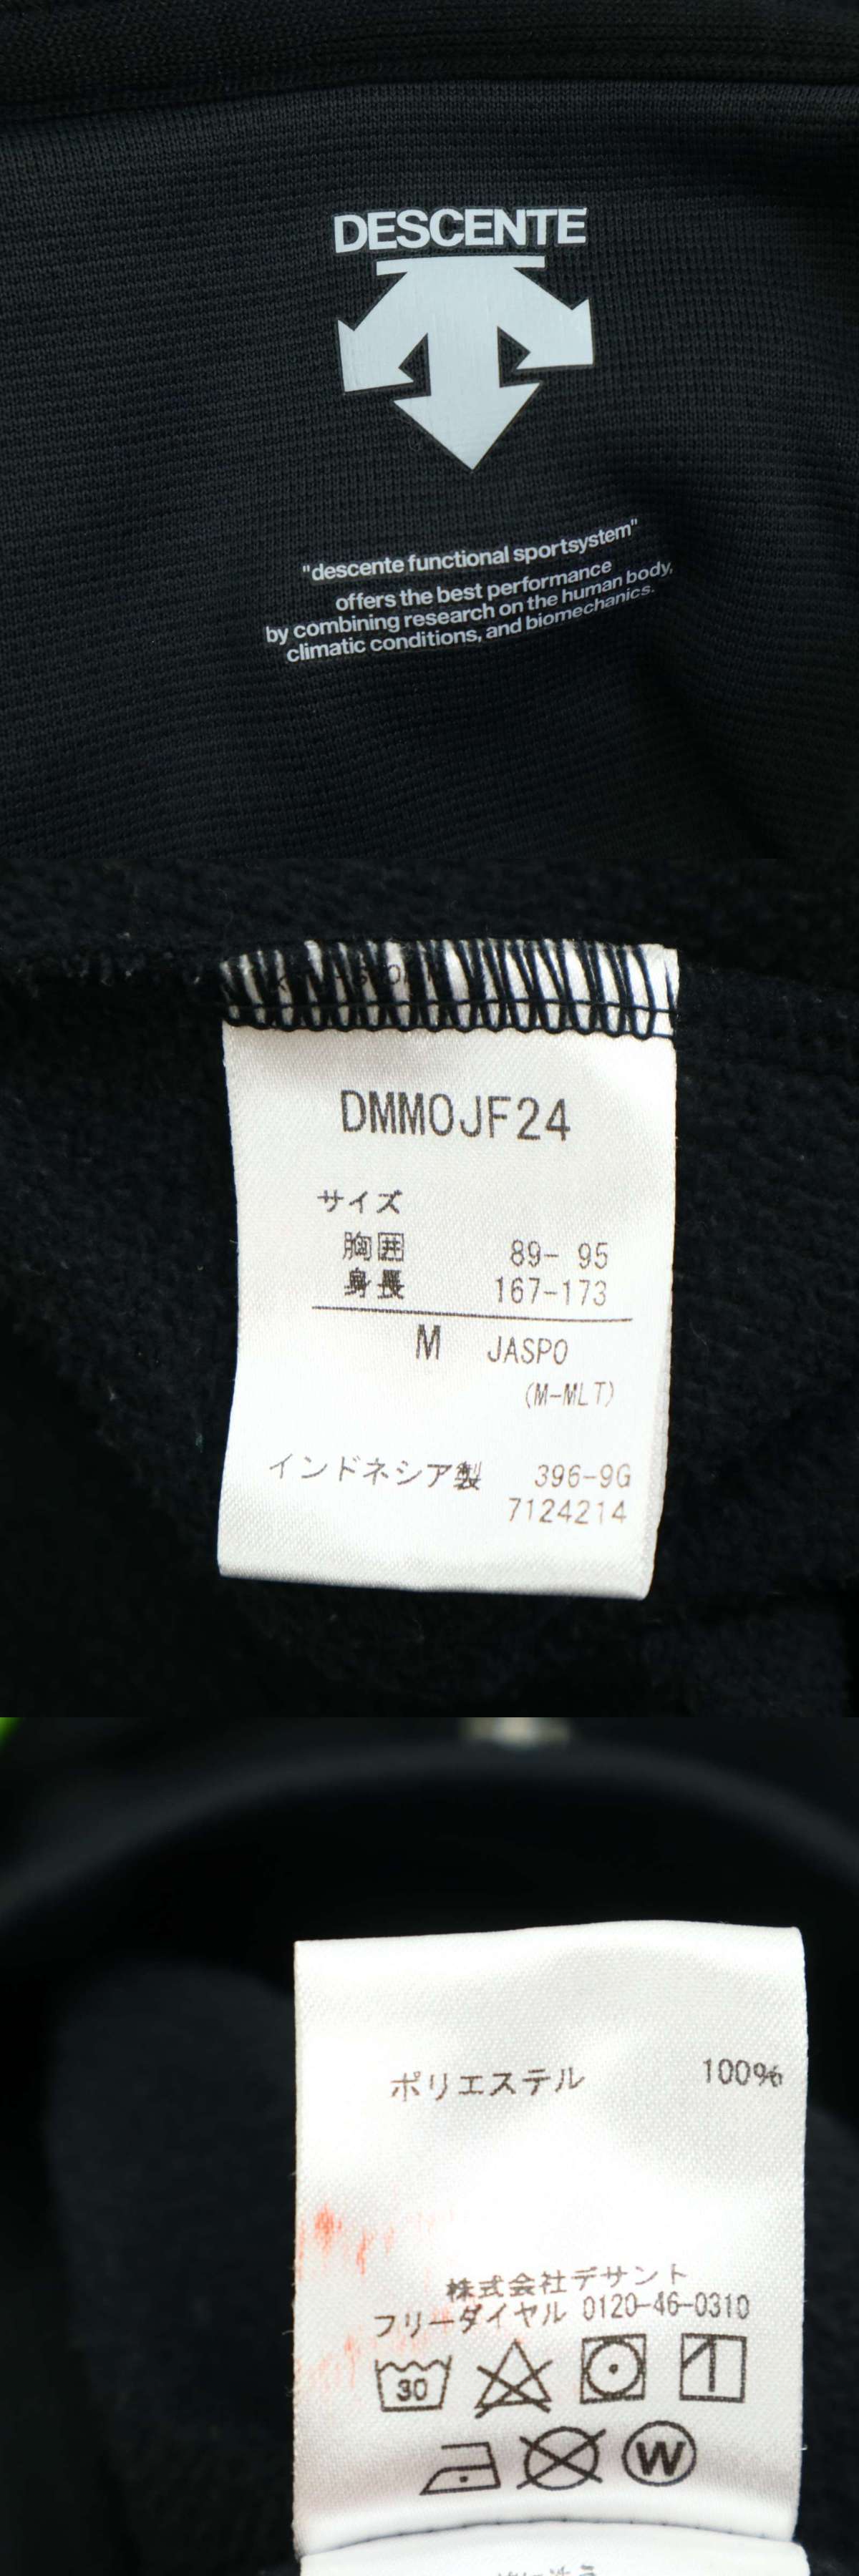 DESCENTE
"descente functional sportsystem"
offers the best performance
by combining research on the human body,
climatic conditions, and biomechanics.
DMMOJF24
サイズ
胸囲 89- 95
身長 167-173
M JASPO
(M-MLT)
インドネシア製 396-9G
7124214
ポリエステル 100%
株式会社デサント
フリーダイヤル 0120-46-0310
30
W